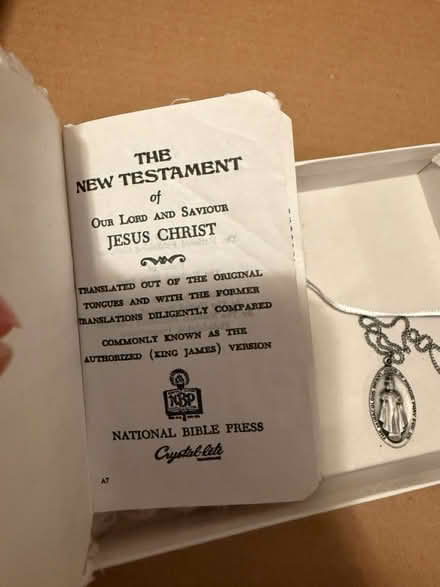 THE
NEW TESTAMENT
of
OUR LORD AND SAVIOUR
JESUS CHRIST
TRANSLATED OUT OF THE ORIGINAL
TONGUES AND WITH THE FORMER
TRANSLATIONS DILIGENTLY COMPARED
COMMONLY KNOWN AS THE
AUTHORIZED (KING JAMES) VERSION
NBP
NATIONAL BIBLE PRESS
Crystal-lite
A7